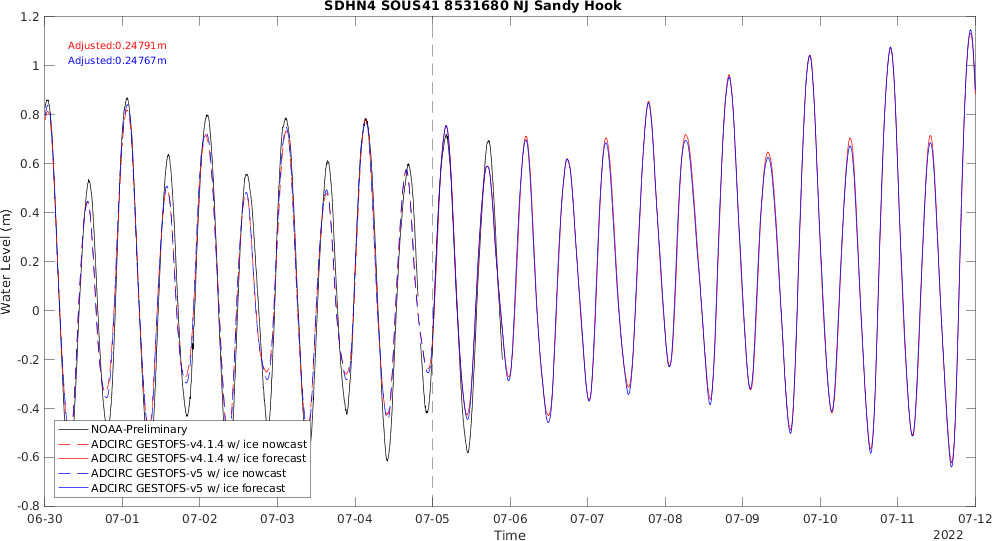 SDHN4 SOUS41 8531680 NJ Sandy Hook
Adjusted:0.24791m
Adjusted:0.24767m
1.2
1
0.8
0.6
0.4
0.2
0
-0.2
-0.4
-0.6
-0.8
Water Level (m)
NOAA-Preliminary
ADCIRC GESTOFS-v4.1.4 w/ ice nowcast
ADCIRC GESTOFS-v4.1.4 w/ ice forecast
ADCIRC GESTOFS-v5 w/ ice nowcast
ADCIRC GESTOFS-v5 w/ ice forecast
06-30 07-01 07-02 07-03 07-04 07-05 07-06 07-07 07-08 07-09 07-10 07-11 07-12
Time
2022